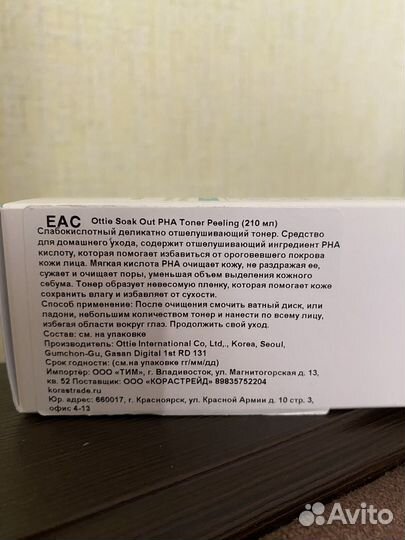 EAC Ottie Soak Out PHA Toner Peeling (210 мл)
Слабокислотный деликатно отшелушивающий тонер. Средство
для домашнего ухода, содержит отшелушивающий ингредиент PHA
кислоту, которая помогает избавиться от ороговевшего покрова
кожи лица. Мягкая кислота PHA очищает кожу, не раздражая ее,
сужает и очищает поры, уменьшая объем выделения кожного
себума. Тонер образует невесомую пленку, которая помогает коже
сохранить влагу и избавляет от сухости.
Способ применение: После очищения смочить ватный диск, или
ладони, небольшим количеством тонер и нанести по всему лицу,
избегая области вокруг глаз. Продолжить свой уход.
Состав: см. на упаковке
Производитель: Ottie International Co, Ltd,., Korea, Seoul,
Gumchon-Gu, Gasan Digital 1st RD 131
Срок годности: (см на упаковке гг/мм/дд)
Импортёр: ООО «ТИМ», г. Владивосток, ул. Магнитогорская д. 13,
кв. 52 Поставщик: ООО «КОРАСТРЕЙД» 89835752204
korastrade.ru
Юр. адрес: 660017, г. Красноярск, ул. Красной Армии д. 10 стр. 3,
офис 4-13
Avito